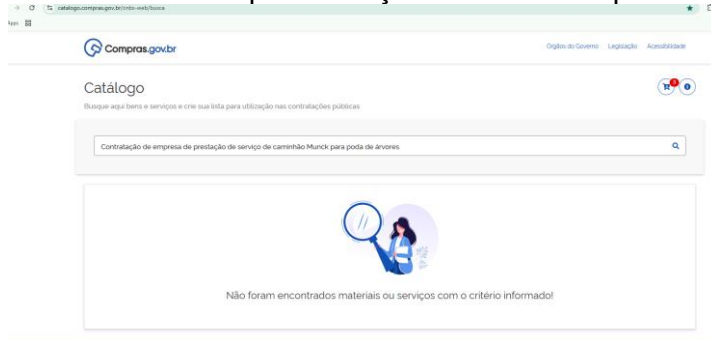 catalogo.compras.gov.br/cnbs-web/busca
Apps
Compras.gov.br
Órgãos do Governo Legislação Acessibilidade
Catálogo
3
Busque aqui bens e serviços e crie sua lista para utilização nas contratações públicas
Contratação de empresa de prestação de serviço de caminhão Munck para poda de árvores
Não foram encontrados materiais ou serviços com o critério informado!